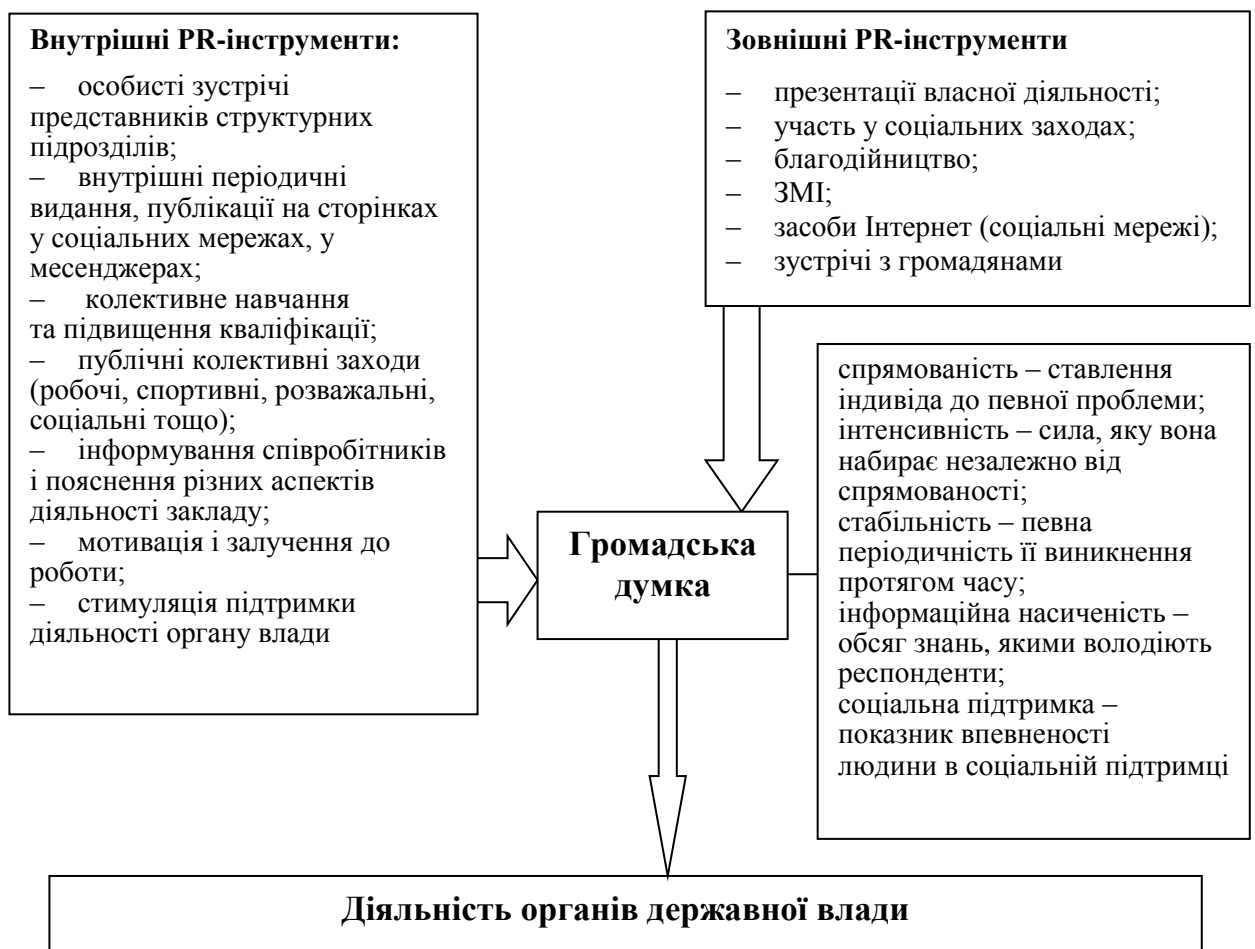 Внутрішні PR-інструменти:
– особисті зустрічі
представників структурних
підрозділів;
– внутрішні періодичні
видання, публікації на сторінках
у соціальних мережах, у
месенджерах;
– колективне навчання
та підвищення кваліфікації;
– публічні колективні заходи
(робочі, спортивні, розважальні,
соціальні тощо);
– інформування співробітників
і пояснення різних аспектів
діяльності закладу;
– мотивація і залучення до
роботи;
– стимуляція підтримки
діяльності органу влади
Зовнішні PR-інструменти
– презентації власної діяльності;
– участь у соціальних заходах;
– благодійництво;
– ЗМІ;
– засоби Інтернет (соціальні мережі);
– зустрічі з громадянами
Громадська
думка
спрямованість – ставлення
індивіда до певної проблеми;
інтенсивність – сила, яку вона
набирає незалежно від
спрямованості;
стабільність – певна
періодичність її виникнення
протягом часу;
інформаційна насиченість –
обсяг знань, якими володіють
респонденти;
соціальна підтримка –
показник впевненості
людини в соціальній підтримці
Діяльність органів державної влади